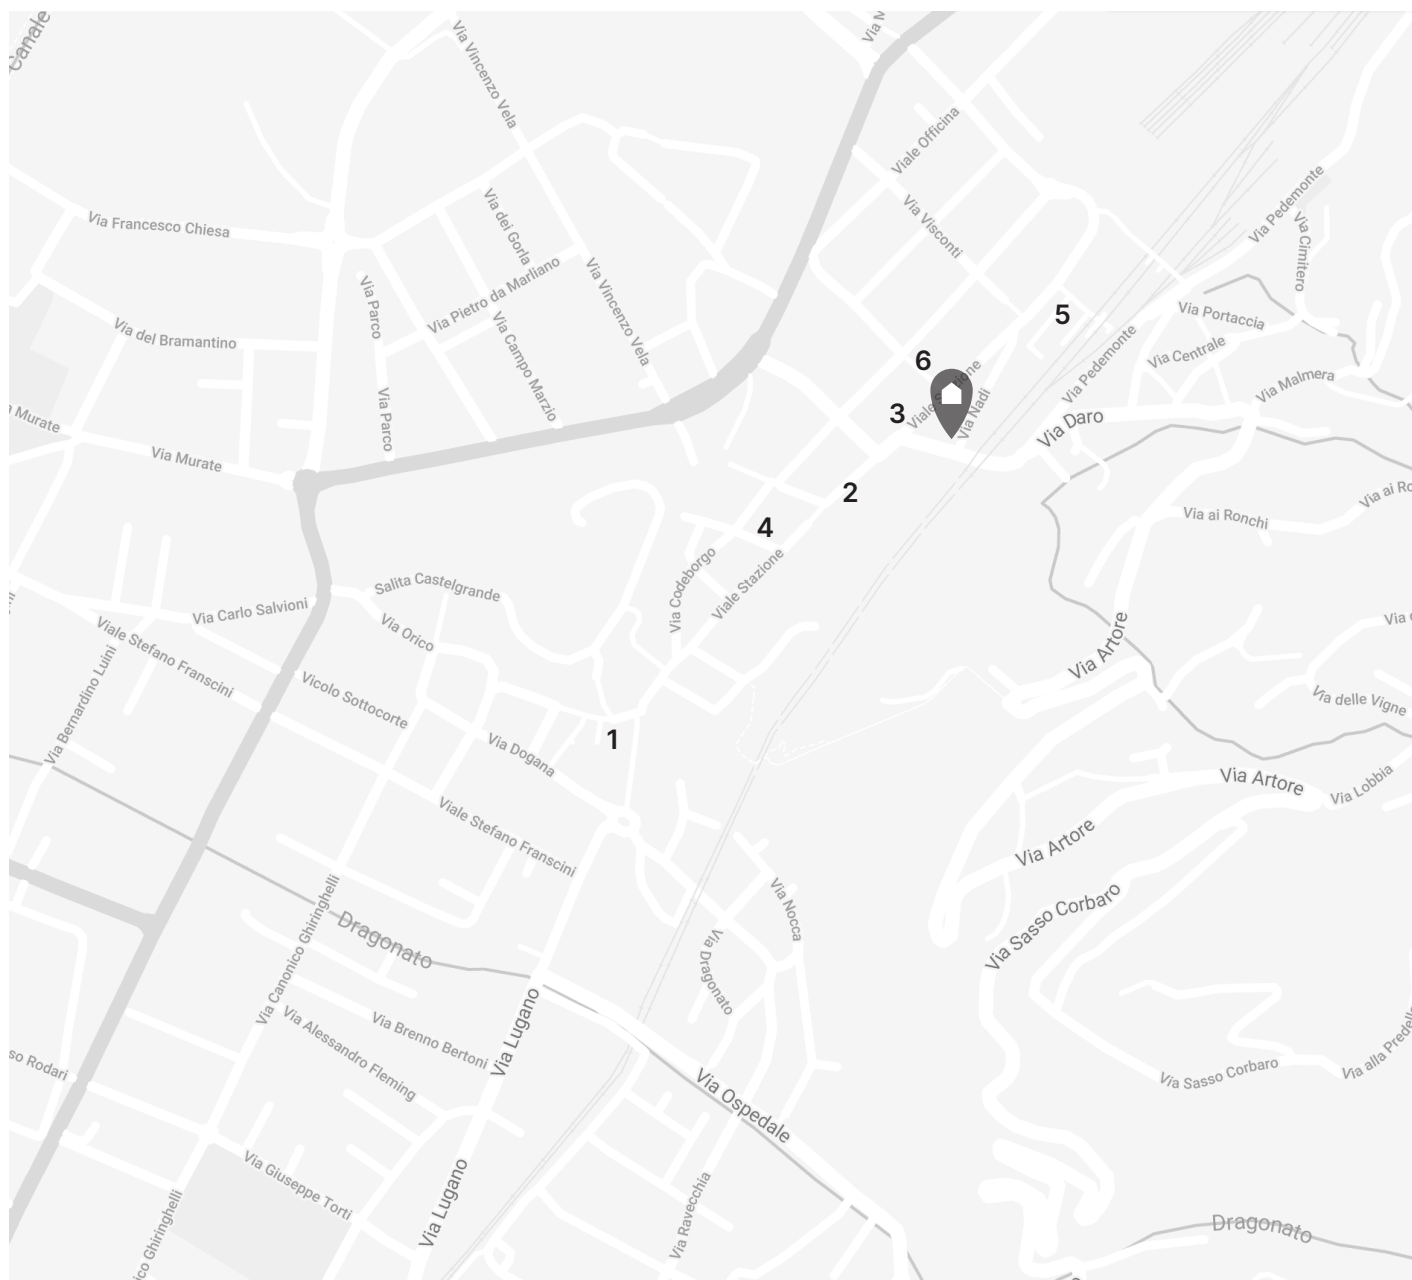 Canale
Via Vincenzo Vela
Viale Officina
Via Francesco Chiesa
Via dei Gorla
Via Visconti
Via Pedemonte
Via Cimitero
Via Parco
Via Pietro da Marliano
Via Vincenzo Vela
Via Campo Marzio
Via del Bramantino
5
Via Portaccia
Via Centrale
Via Pedemonte
Via Malmera
6
Via Nadi
3
Via Daro
Via Parco
Murate
Via Murate
2
4
Via ai Ronchi
Via ai
Via Codeborgo
Viale Stazione
Salita Castelgrande
Via Carlo Salvioni
Via Orico
Viale Stefano Franscini
Via Bernardino Luini
Vicolo Sottocorte
Via Artore
Via delle Vigne
1
Via Dogana
Via Artore
Via Lobbia
Viale Stefano Franscini
Via Artore
Via Sasso Corbaro
Via Nocca
Via Canonico Ghiringhelli
Dragonato
Via Dragonato
Via Lugano
Via Alessandro Fleming
Via Brenno Bertoni
so Rodari
Via Sasso Corbaro
Via alla
Via Ospedale
Via Giuseppe Torti
Via Lugano
Via Ravecchia
Ghiringhelli
Dragonato